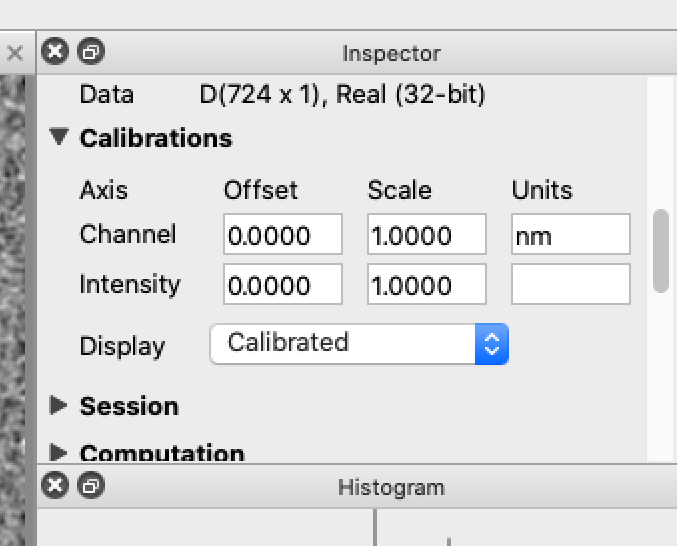 Inspector
Data D(724 x 1), Real (32-bit)
Calibrations
Axis Offset Scale Units
Channel 0.0000 1.0000 nm
Intensity 0.0000 1.0000
Display Calibrated
Session
Computation
Histogram